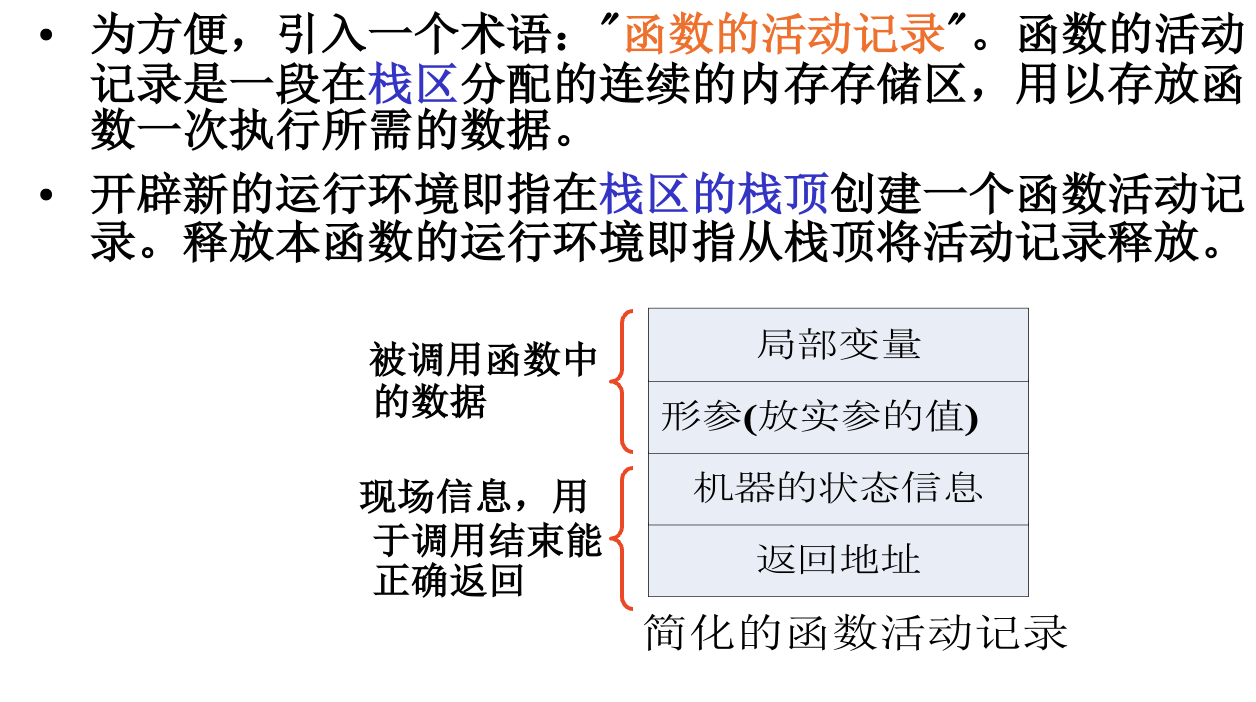 • 为方便，引入一个术语："函数的活动记录"。函数的活动
记录是一段在栈区分配的连续的内存存储区，用以存放函
数一次执行所需的数据。
• 开辟新的运行环境即指在栈区的栈顶创建一个函数活动记
录。释放本函数的运行环境即指从栈顶将活动记录释放。
被调用函数中
的数据
局部变量
形参(放实参的值)
现场信息，用
于调用结束能
正确返回
机器的状态信息
返回地址
简化的函数活动记录